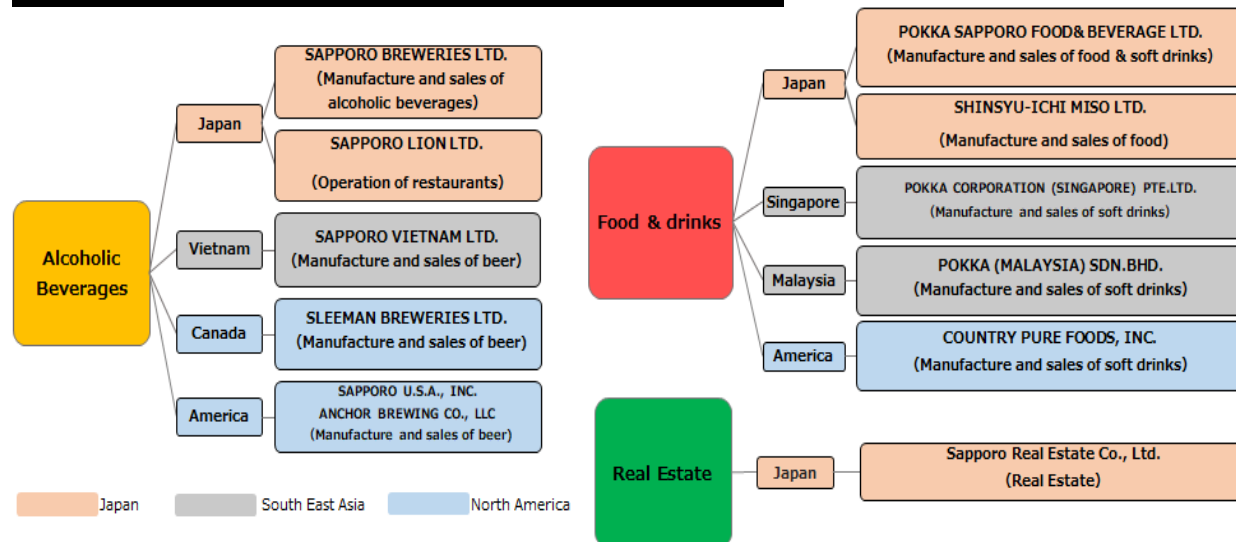 Alcoholic
Beverages
Japan
SAPPORO BREWERIES LTD.
(Manufacture and sales of
alcoholic beverages)
SAPPORO LION LTD.
(Operation of restaurants)
Vietnam
SAPPORO VIETNAM LTD.
(Manufacture and sales of beer)
Canada
SLEEMAN BREWERIES LTD.
(Manufacture and sales of beer)
America
SAPPORO U.S.A., INC.
ANCHOR BREWING CO., LLC
(Manufacture and sales of beer)
Food & drinks
Japan
POKKA SAPPORO FOOD& BEVERAGE LTD.
(Manufacture and sales of food & soft drinks)
SHINSYU-ICHI MISO LTD.
(Manufacture and sales of food)
Singapore
POKKA CORPORATION (SINGAPORE) PTE.LTD.
(Manufacture and sales of soft drinks)
Malaysia
POKKA (MALAYSIA) SDN.BHD.
(Manufacture and sales of soft drinks)
America
COUNTRY PURE FOODS, INC.
(Manufacture and sales of soft drinks)
Real Estate
Japan
Sapporo Real Estate Co., Ltd.
(Real Estate)
Japan
South East Asia
North America